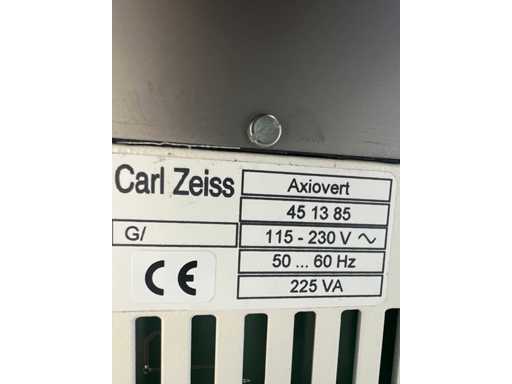 Carl Zeiss
Axiovert
45 13 85
G/
115 - 230 V ~
50 ... 60 Hz
CE
225 VA